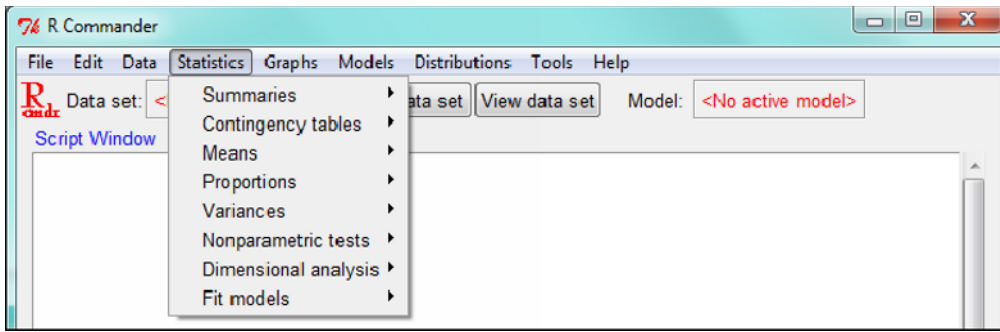 R Commander
File Edit Data Statistics Graphs Models Distributions Tools Help
R cmdr Data set: < ata set View data set Model: <No active model>
Summaries
Contingency tables
Script Window
Means
Proportions
Variances
Nonparametric tests
Dimensional analysis
Fit models